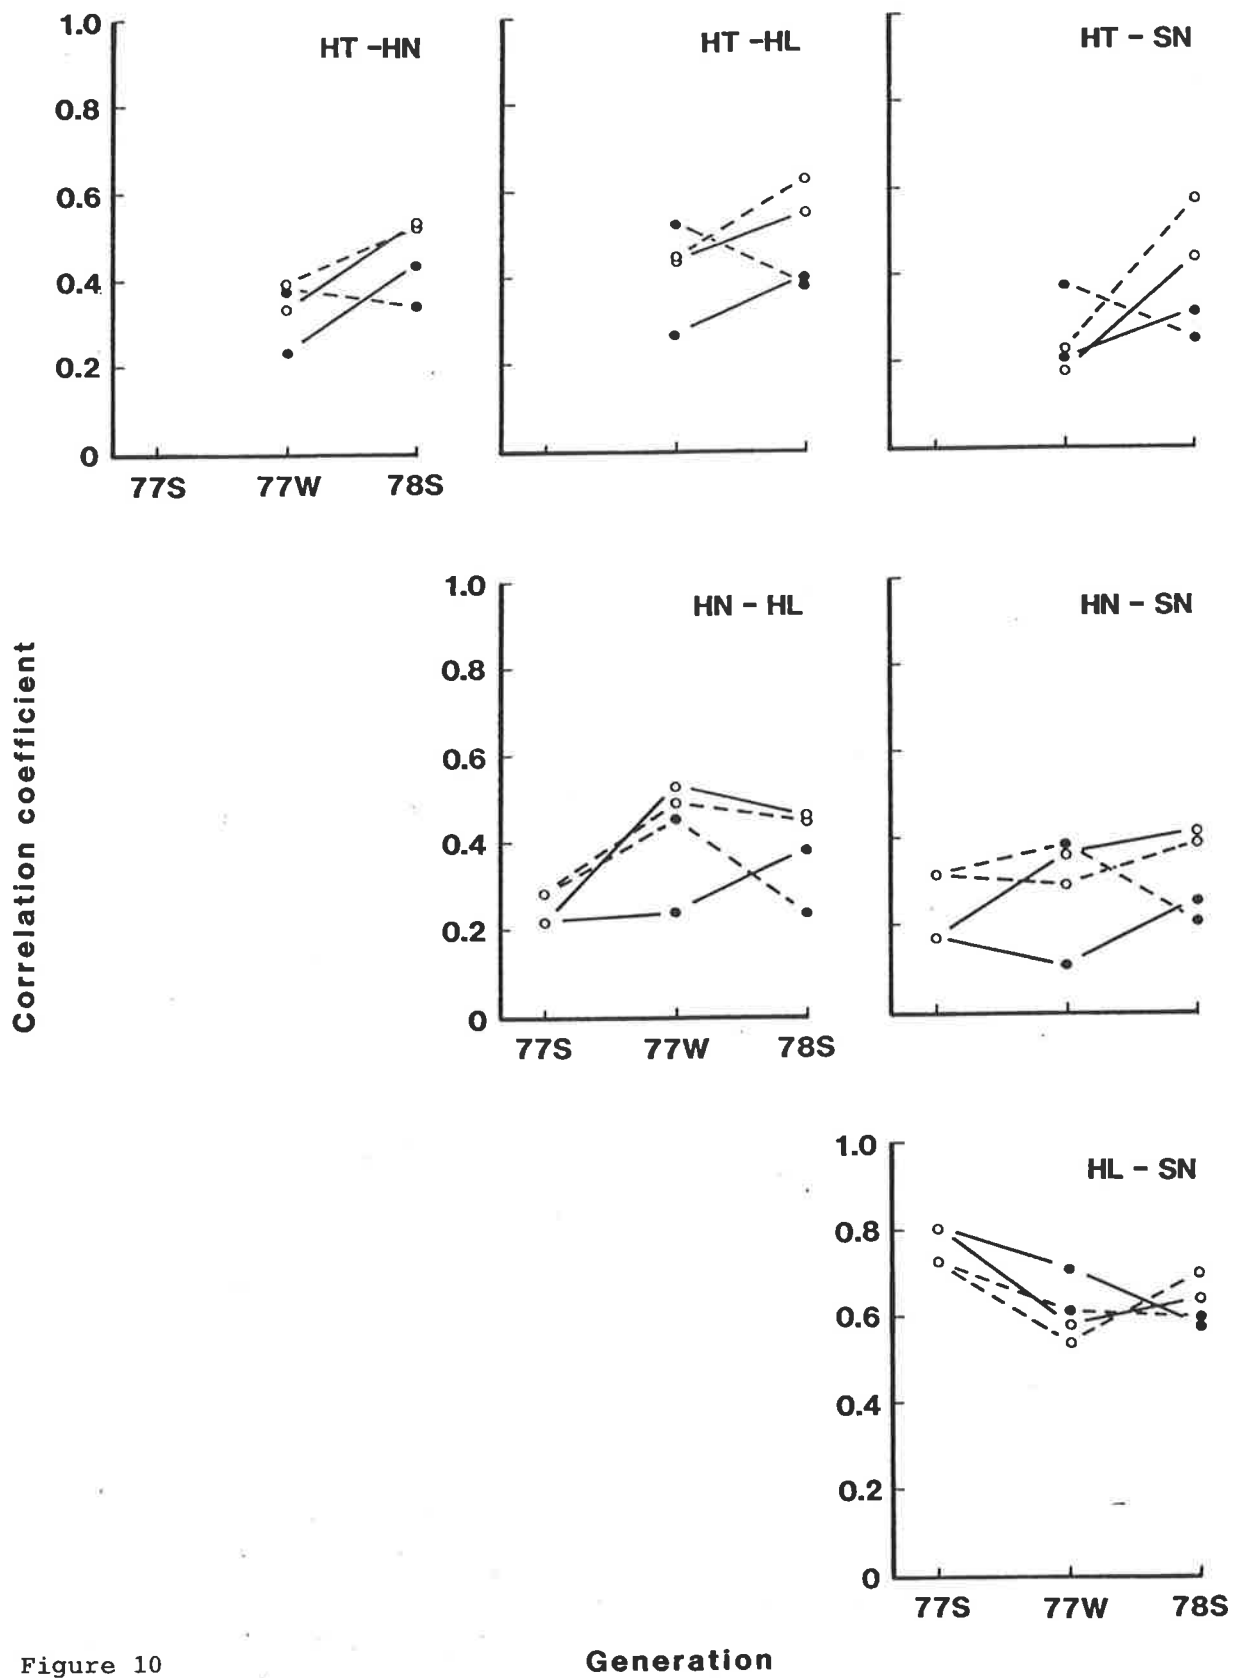 1.0
HT -HN
HT -HL
HT - SN
0.8
0.6
0.4
0.2
0
77S 77W 78S
Correlation coefficient
1.0
HN - HL
HN - SN
0.8
0.6
0.4
0.2
0
77S 77W 78S
1.0
HL - SN
0.8
0.6
0.4
0.2
0
77S 77W 78S
Figure 10
Generation